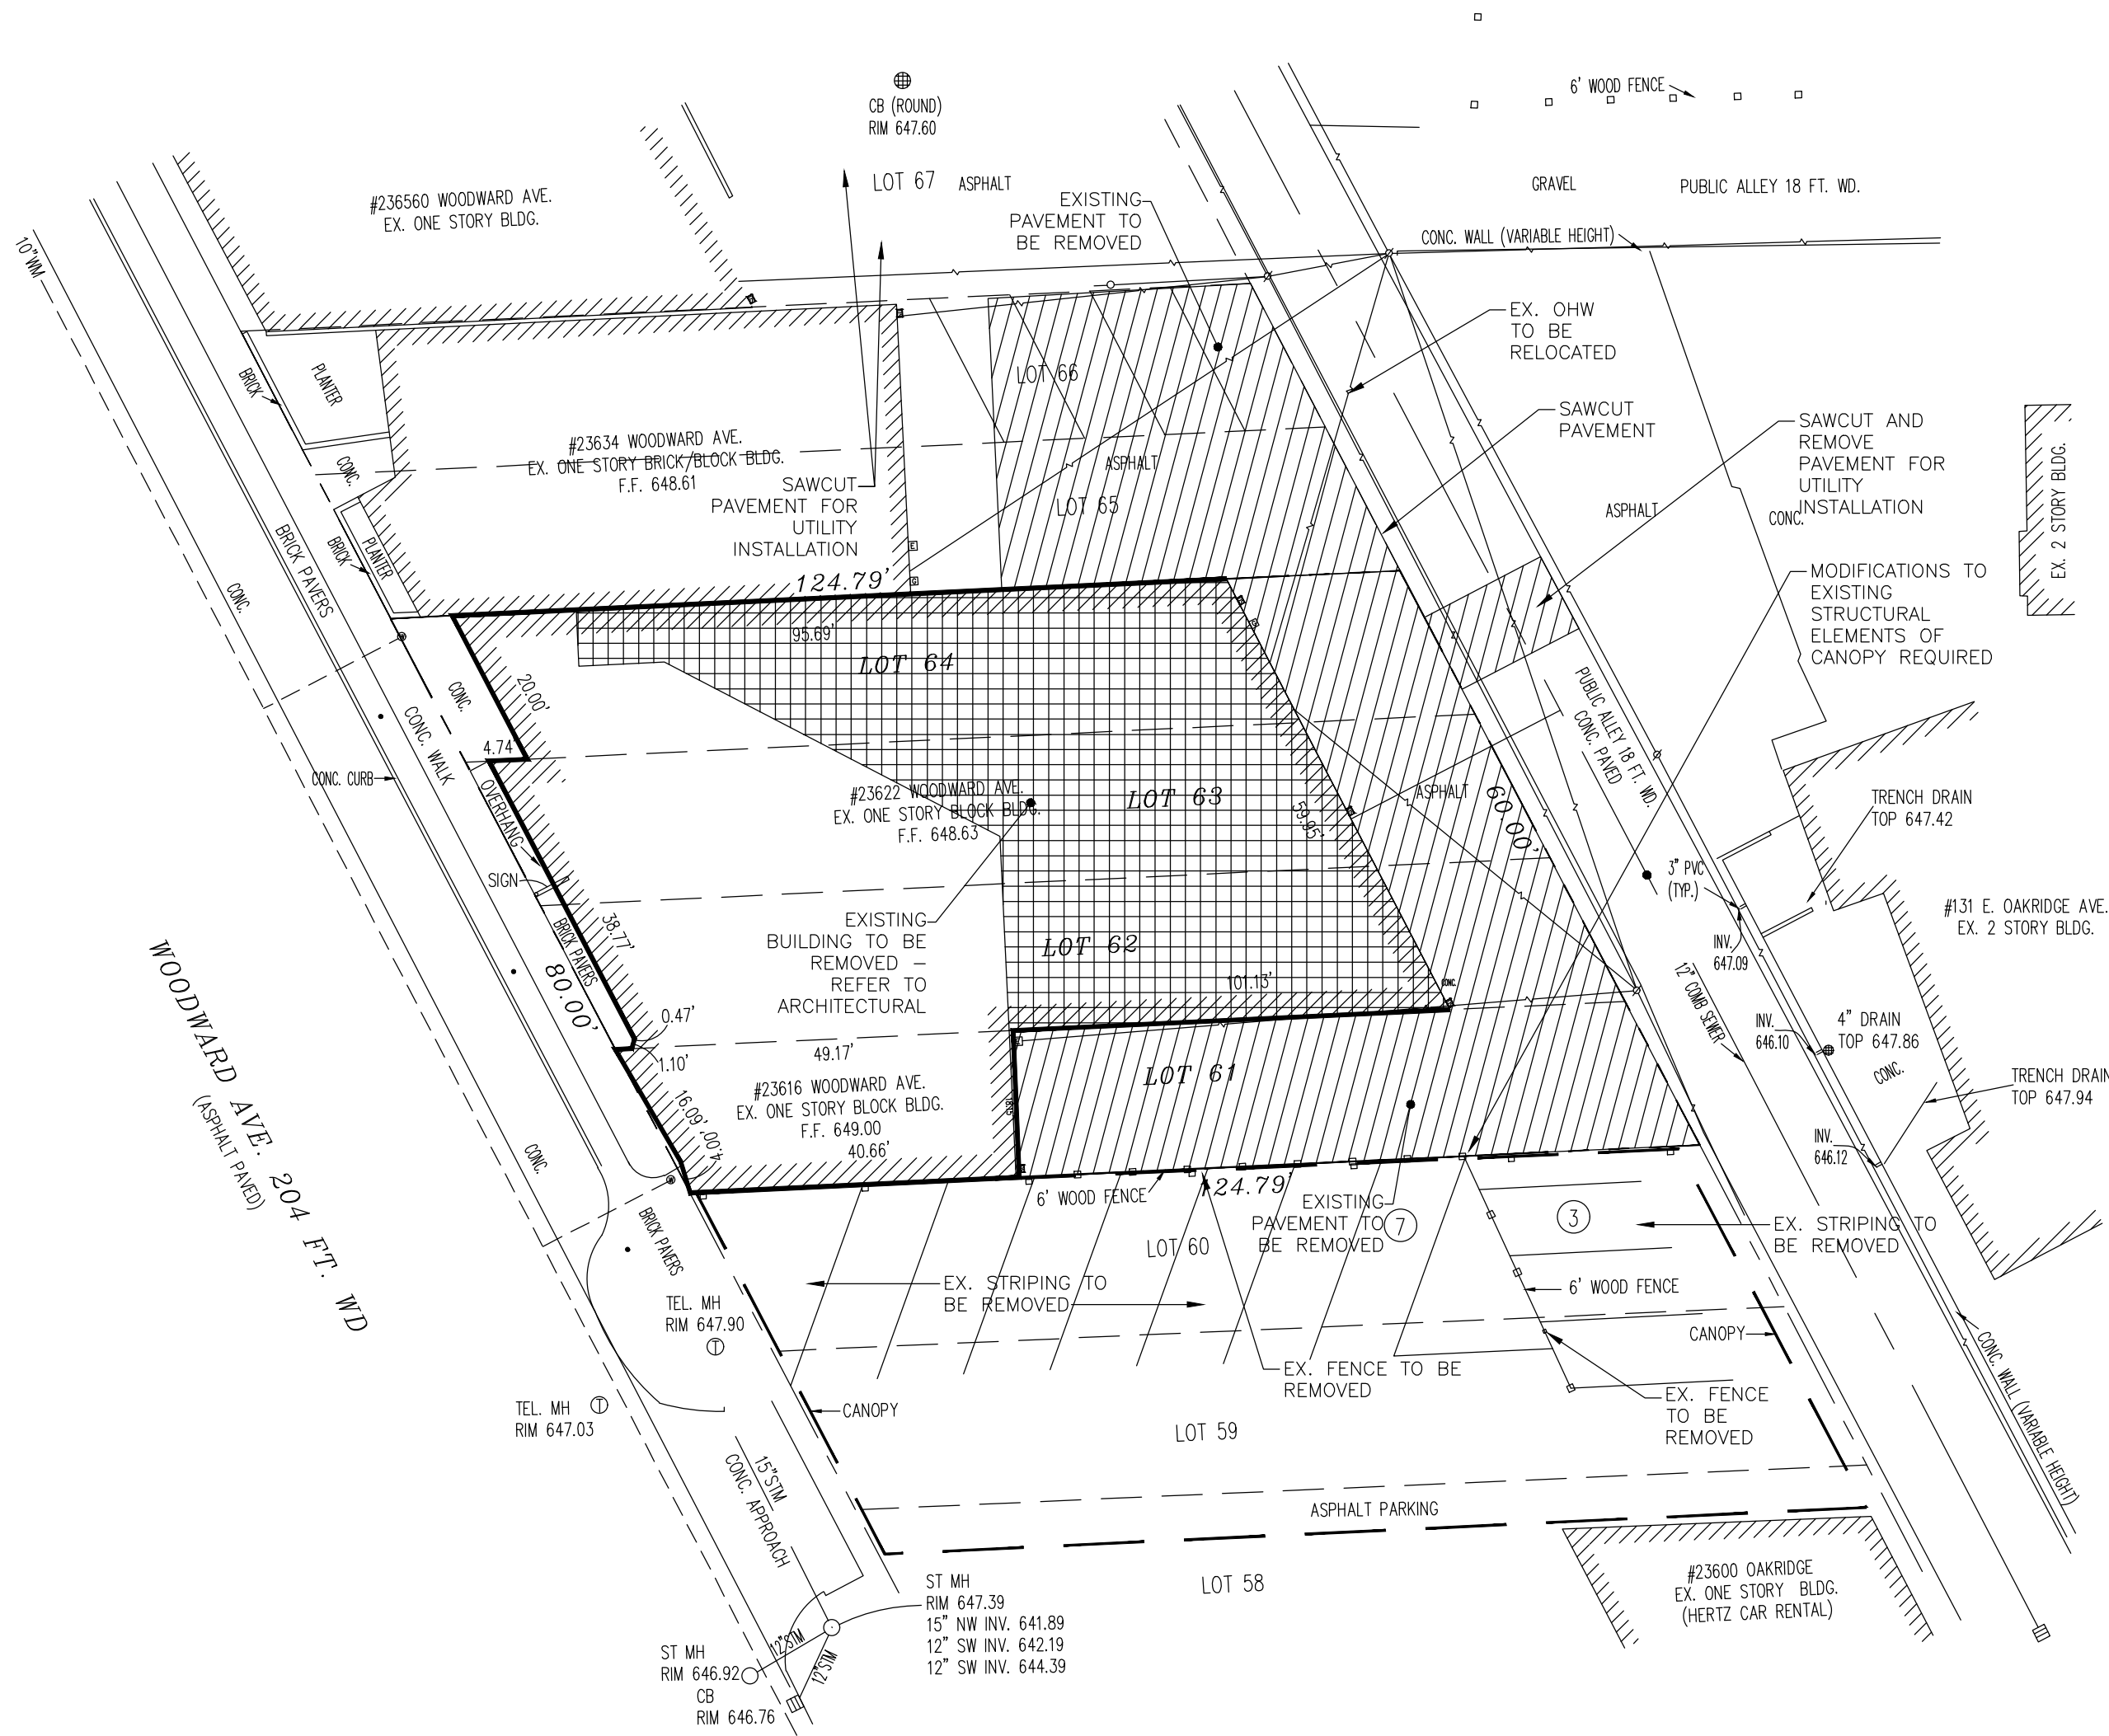 6' WOOD FENCE
CB (ROUND)
RIM 647.60
LOT 67
ASPHALT
EXISTING
PAVEMENT TO
BE REMOVED
GRAVEL
PUBLIC ALLEY 18 FT. WD.
#236560 WOODWARD AVE.
EX. ONE STORY BLDG.
CONC. WALL (VARIABLE HEIGHT)
10"WM
EX. OHW
TO BE
RELOCATED
BRICK
PLANTER
LOT 66
SAWCUT
PAVEMENT
SAWCUT AND
REMOVE
PAVEMENT FOR
UTILITY
INSTALLATION
EX. 2 STORY BLDG.
#23634 WOODWARD AVE.
EX. ONE STORY BRICK/BLOCK BLDG.
F.F. 648.61
CONC.
ASPHALT
SAWCUT
PAVEMENT FOR
UTILITY
INSTALLATION
LOT 65
ASPHALT
CONC.
BRICK PAVERS
BRICK
PLANTER
E
G
CONC.
124.79'
MODIFICATIONS TO
EXISTING
STRUCTURAL
ELEMENTS OF
CANOPY REQUIRED
95.69'
LOT 64
20.00'
CONC.
CONC. WALK
4.74'
CONC. CURB
OVERHANG
PUBLIC ALLEY 18 FT. WD.
CONC. PAVED
#23622 WOODWARD AVE.
EX. ONE STORY BLOCK BLDG.
F.F. 648.63
LOT 63
59.95'
ASPHALT
60.00'
TRENCH DRAIN
TOP 647.42
SIGN
3" PVC
(TYP.)
#131 E. OAKRIDGE AVE.
EX. 2 STORY BLDG.
38.77'
BRICK PAVERS
80.00'
EXISTING
BUILDING TO BE
REMOVED –
REFER TO
ARCHITECTURAL
LOT 62
101.13'
CONC.
INV.
647.09
12" COMB SEWER
WOODWARD AVE. 204 FT. WD
(ASPHALT PAVED)
0.47'
1.10'
49.17'
INV.
646.10
4" DRAIN
TOP 647.86
CONC.
LOT 61
#23616 WOODWARD AVE.
EX. ONE STORY BLOCK BLDG.
F.F. 649.00
40.66'
16.09'
4.00'
TRENCH DRAIN
TOP 647.94
INV.
646.12
CONC.
6' WOOD FENCE
124.79'
EXISTING
PAVEMENT TO
BE REMOVED
7
3
EX. STRIPING TO
BE REMOVED
BRICK PAVERS
LOT 60
EX. STRIPING TO
BE REMOVED
6' WOOD FENCE
TEL. MH
RIM 647.90
CANOPY
EX. FENCE TO BE
REMOVED
EX. FENCE
TO BE
REMOVED
CONC. WALL (VARIABLE HEIGHT)
TEL. MH
RIM 647.03
CANOPY
LOT 59
15"STM
CONC. APPROACH
ASPHALT PARKING
LOT 58
#23600 OAKRIDGE
EX. ONE STORY BLDG.
(HERTZ CAR RENTAL)
ST MH
RIM 647.39
15" NW INV. 641.89
12" SW INV. 642.19
12" SW INV. 644.39
12"STM
12"STM
ST MH
RIM 646.92
CB
RIM 646.76